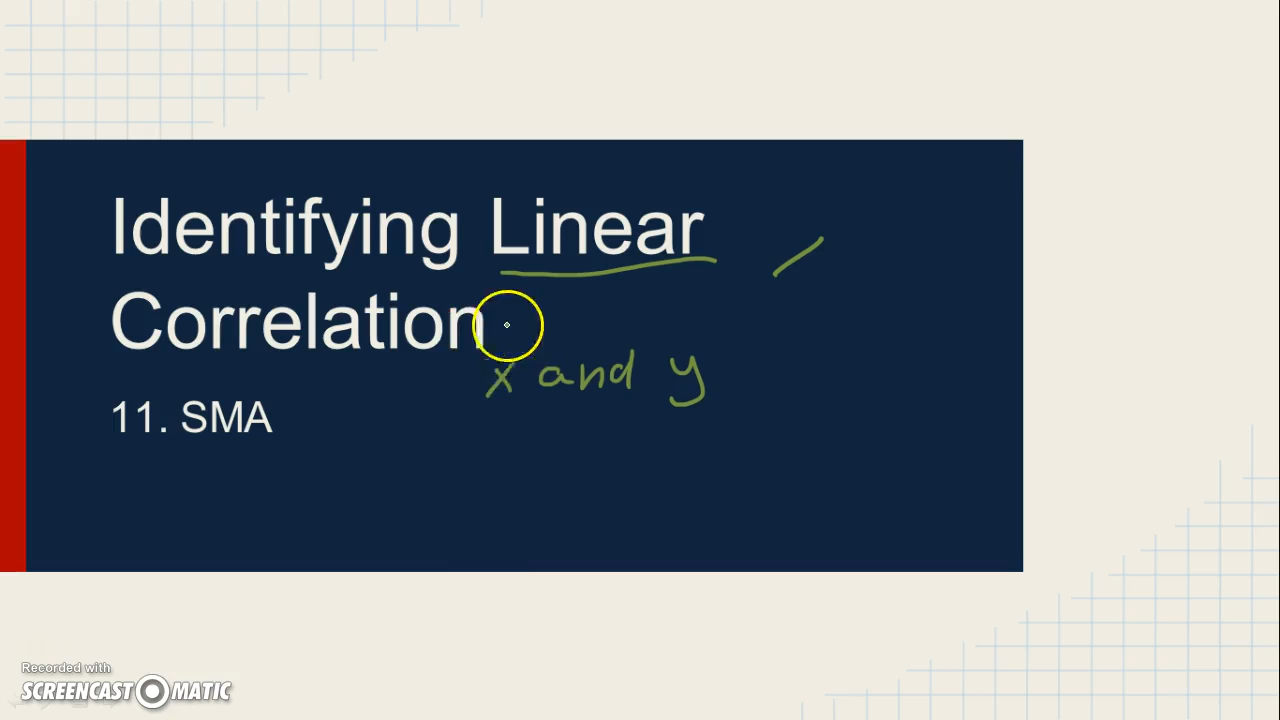 Identifying Linear
Correlation
x and y
11. SMA
Recorded with
SCREENCAST MATIC